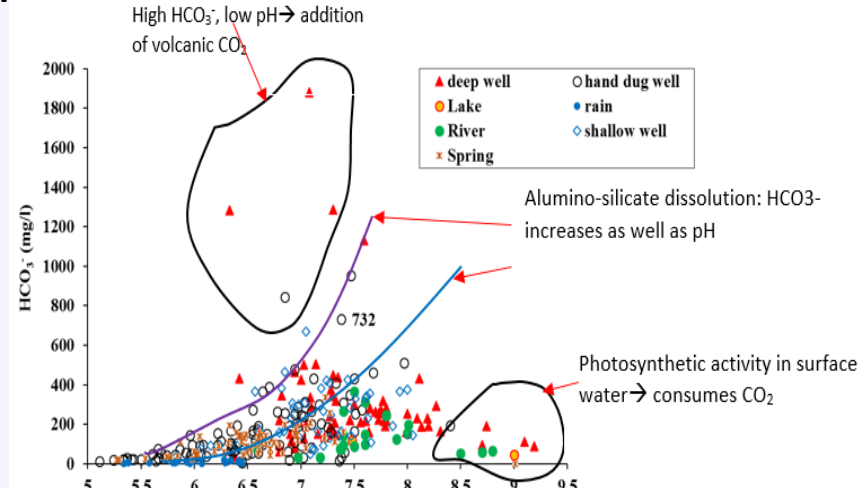 High HCO₃⁻, low pH→ addition
of volcanic CO₂
2000
1800
1600
1400
1200
1000
800
600
400
200
0
HCO₃⁻ (mg/l)
deep well
hand dug well
Lake
rain
River
shallow well
Spring
Alumino-silicate dissolution: HCO3-
increases as well as pH
732
Photosynthetic activity in surface
water→ consumes CO₂
5 5.5 6 6.5 7 7.5 8 8.5 9 9.5